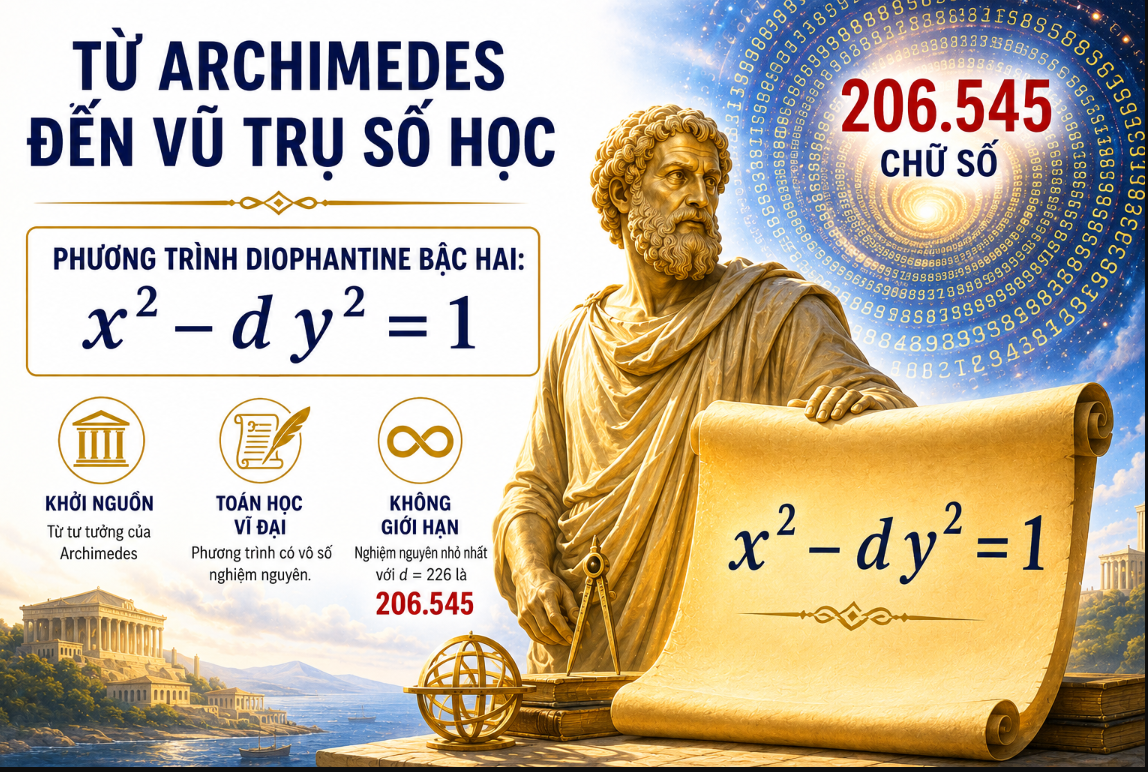 TỪ ARCHIMEDES
ĐẾN VŨ TRỤ SỐ HỌC
PHƯƠNG TRÌNH DIOPHANTINE BẬC HAI:
x² − d y² = 1
KHỞI NGUỒN
Từ tư tưởng của
Archimedes
TOÁN HỌC
VĨ ĐẠI
Phương trình có vô số
nghiệm nguyên.
KHÔNG
GIỚI HẠN
Nghiệm nguyên nhỏ nhất
với d = 226 là
206.545
206.545
CHỮ SỐ
x² − d y² = 1